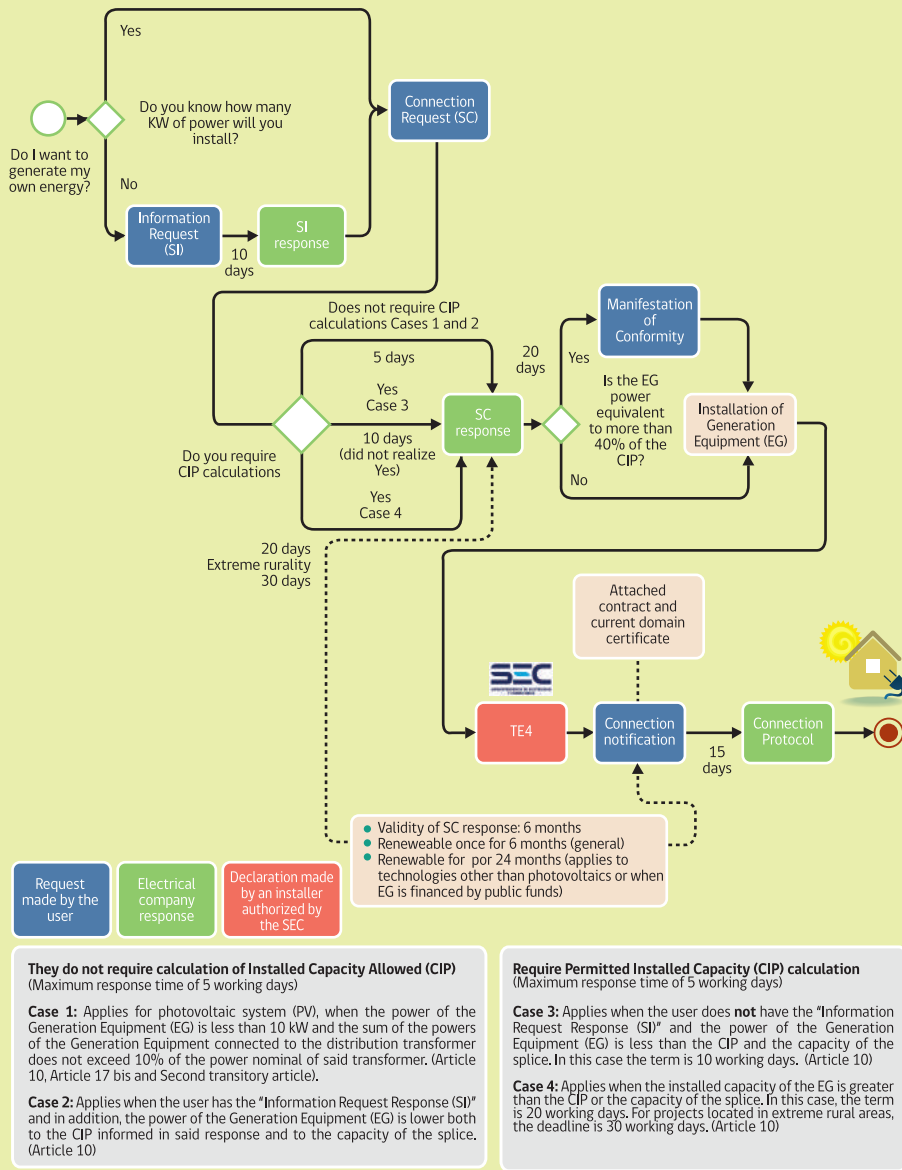 Yes
Do you know how many
KW of power will you
install?
Do I want to
generate my
own energy?
No
Connection
Request (SC)
Information
Request
(SI)
10
days
SI
response
Does not require CIP
calculations Cases 1 and 2
5 days
Yes
Case 3
10 days
(did not realize
Yes)
Yes
Case 4
Do you require
CIP calculations
20 days
Extreme rurality
30 days
SC
response
20
days
Yes
Is the EG
power
equivalent
to more than
40% of the
CIP?
No
Manifestation
of
Conformity
Installation of
Generation
Equipment (EG)
Attached
contract and
current domain
certificate
SEC
TE4
Connection
notification
15
days
Connection
Protocol
Validity of SC response: 6 months
Reneweable once for 6 months (general)
Renewable for por 24 months (applies to
technologies other than photovoltaics or when
EG is financed by public funds)
Request
made by the
user
Electrical
company
response
Declaration made
by an installer
authorized by
the SEC
They do not require calculation of Installed Capacity Allowed (CIP)
(Maximum response time of 5 working days)
Case 1: Applies for photovoltaic system (PV), when the power of the
Generation Equipment (EG) is less than 10 kW and the sum of the powers
of the Generation Equipment connected to the distribution transformer
does not exceed 10% of the power nominal of said transformer. (Article
10, Article 17 bis and Second transitory article).
Case 2: Applies when the user has the "Information Request Response (SI)"
and in addition, the power of the Generation Equipment (EG) is lower both
to the CIP informed in said response and to the capacity of the splice.
(Article 10)
Require Permitted Installed Capacity (CIP) calculation
(Maximum response time of 5 working days)
Case 3: Applies when the user does not have the "Information
Request Response (SI)" and the power of the Generation
Equipment (EG) is less than the CIP and the capacity of the
splice. In this case the term is 10 working days. (Article 10)
Case 4: Applies when the installed capacity of the EG is greater
than the CIP or the capacity of the splice. In this case, the term
is 20 working days. For projects located in extreme rural areas,
the deadline is 30 working days. (Article 10)